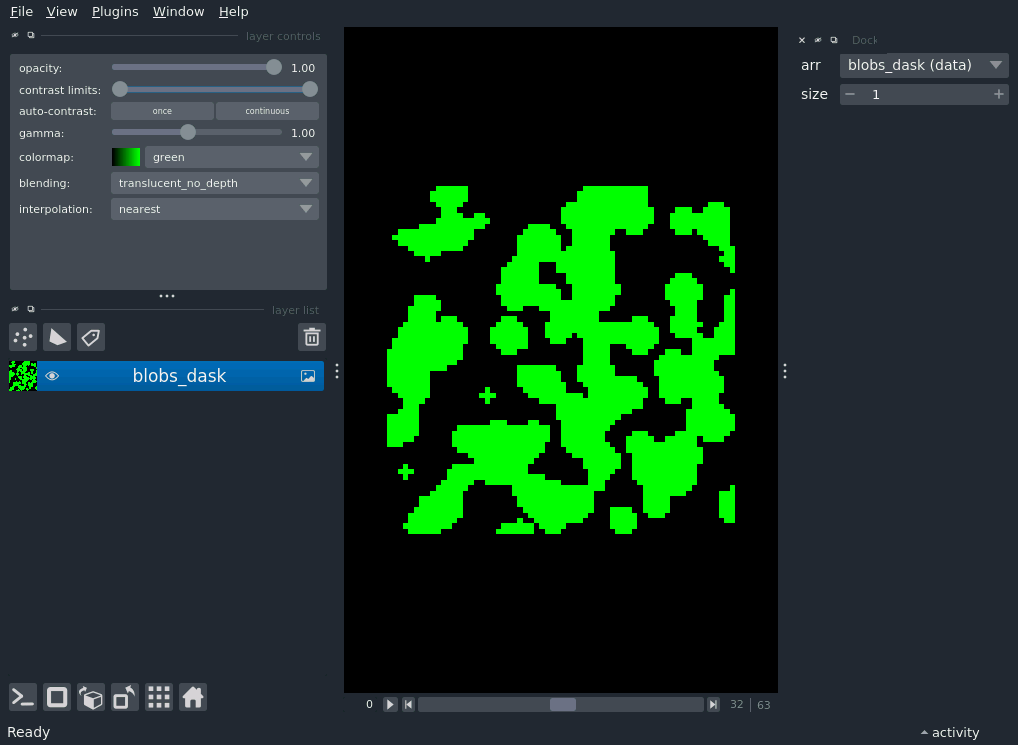 File View Plugins Window Help
layer controls
opacity: 1.00
contrast limits:
auto-contrast: once continuous
gamma: 1.00
colormap: green
blending: translucent_no_depth
interpolation: nearest
layer list
blobs_dask
0 32 | 63
Ready
Dock
arr blobs_dask (data)
size 1
activity